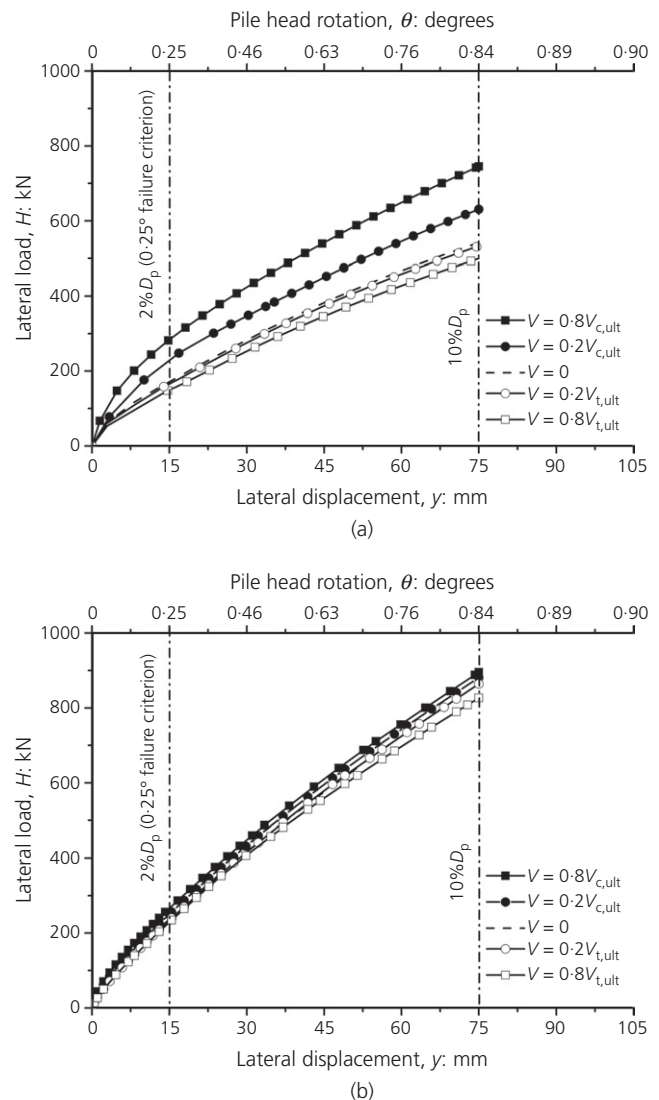 Pile head rotation, θ: degrees
0 0·25 0·46 0·63 0·76 0·84 0·89 0·90
1000
800
600
400
200
0
Lateral load, H: kN
2%Dp (0·25° failure criterion)
10%Dp
V = 0·8Vc,ult
V = 0·2Vc,ult
V = 0
V = 0·2Vt,ult
V = 0·8Vt,ult
0 15 30 45 60 75 90 105
Lateral displacement, y: mm
(a)
Pile head rotation, θ: degrees
0 0·25 0·46 0·63 0·76 0·84 0·89 0·90
1000
800
600
400
200
0
Lateral load, H: kN
2%Dp (0·25° failure criterion)
10%Dp
V = 0·8Vc,ult
V = 0·2Vc,ult
V = 0
V = 0·2Vt,ult
V = 0·8Vt,ult
0 15 30 45 60 75 90 105
Lateral displacement, y: mm
(b)